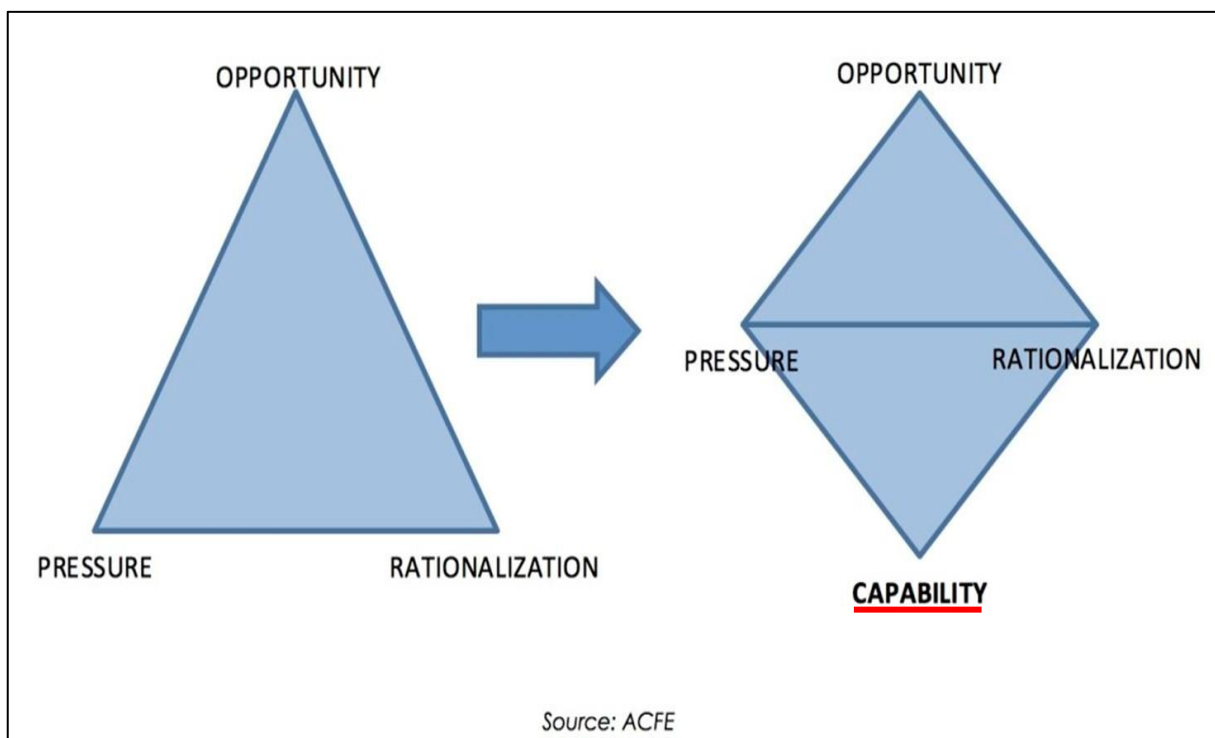 OPPORTUNITY
PRESSURE
RATIONALIZATION
OPPORTUNITY
PRESSURE
RATIONALIZATION
CAPABILITY
Source: ACFE